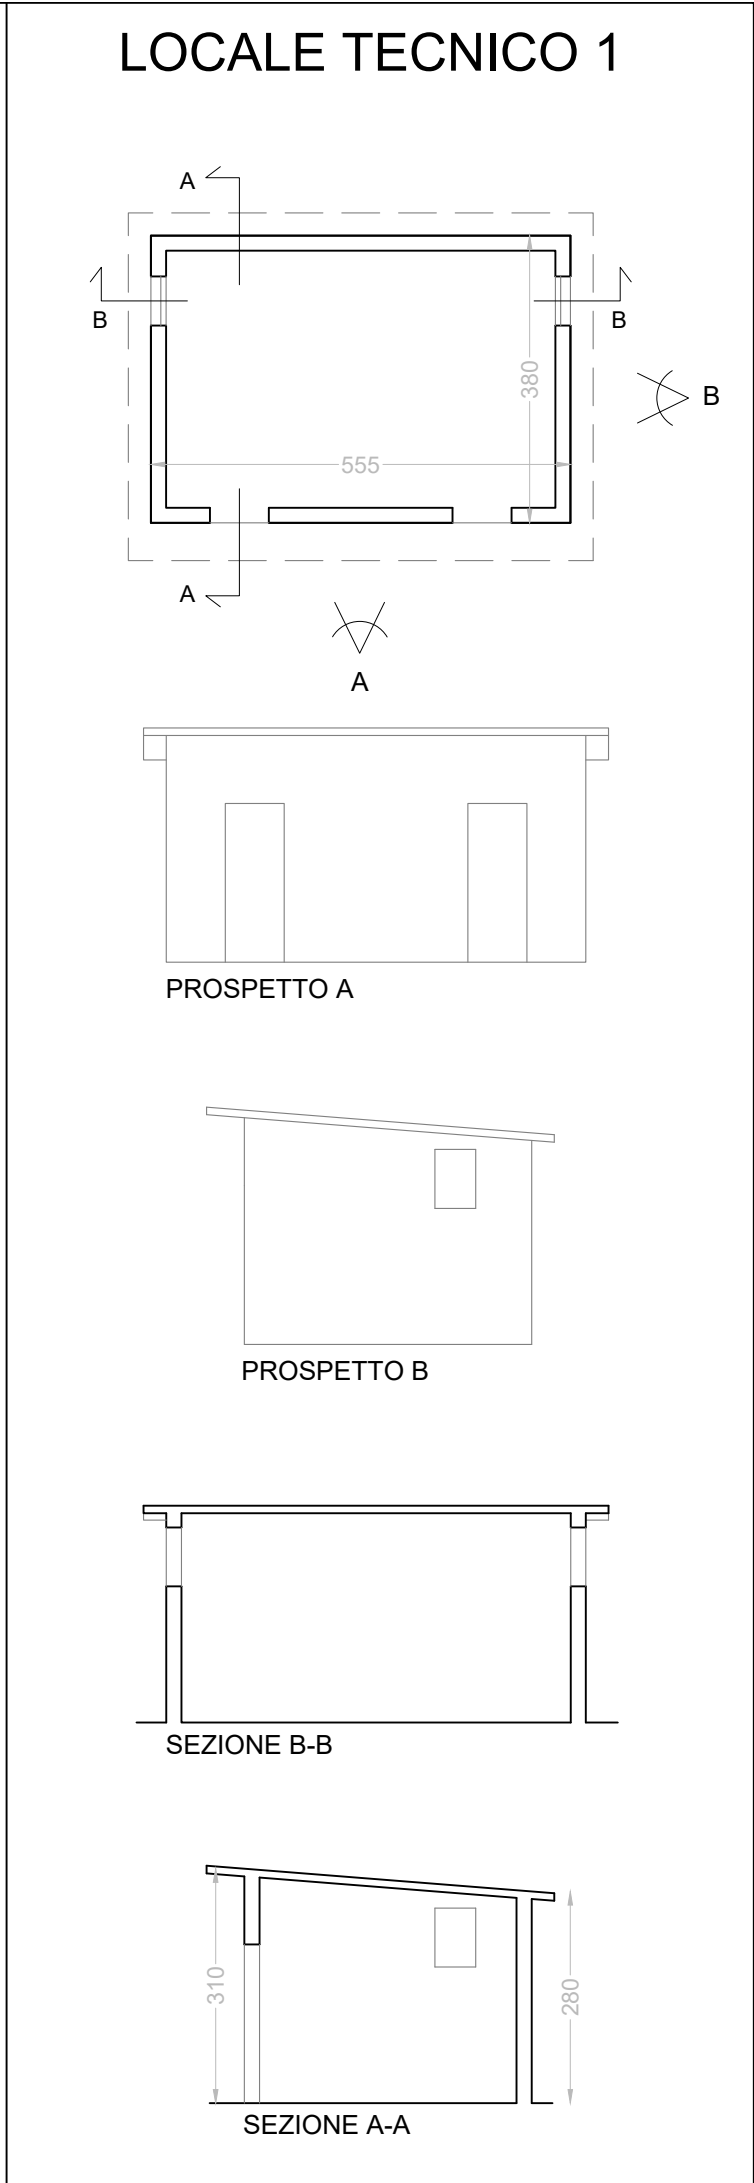 LOCALE TECNICO 1
A
B
B
380
B
555
A
A
PROSPETTO A
PROSPETTO B
SEZIONE B-B
310
280
SEZIONE A-A